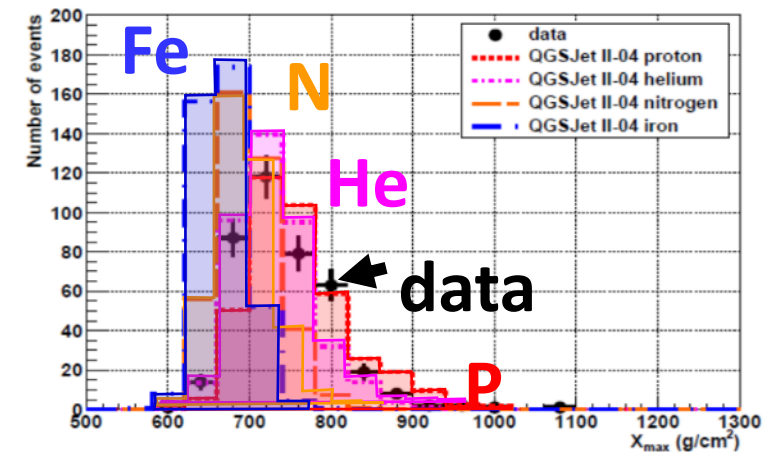 200
180
160
140
120
100
80
60
40
20
0
Number of events
Fe
N
He
data
P
data
QGSJet II-04 proton
QGSJet II-04 helium
QGSJet II-04 nitrogen
QGSJet II-04 iron
500 600 700 800 900 1000 1100 1200 1300
Xmax (g/cm²)